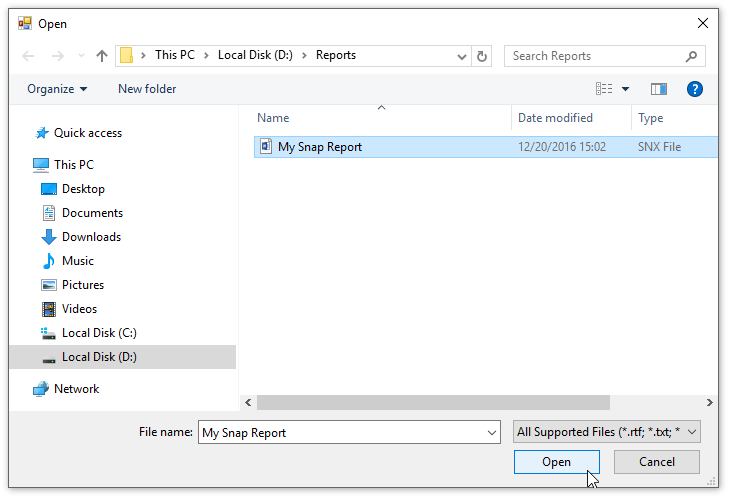 Open
This PC > Local Disk (D:) > Reports
Search Reports
Organize
New folder
?
Name
Date modified
Type
Quick access
This PC
Desktop
Documents
Downloads
Music
Pictures
Videos
Local Disk (C:)
Local Disk (D:)
Network
My Snap Report
12/20/2016 15:02
SNX File
File name:
My Snap Report
All Supported Files (*.rtf; *.txt; *
Open
Cancel